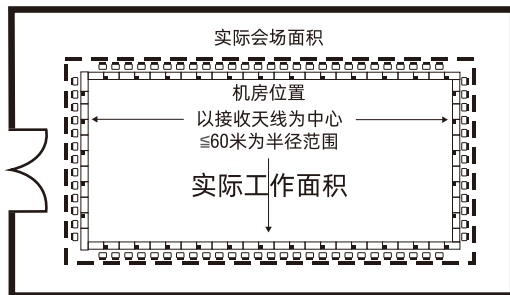 实际会场面积
机房位置
以接收天线为中心
≦60米为半径范围
实际工作面积